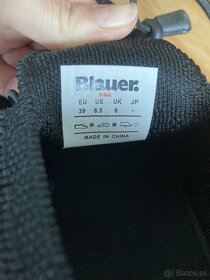 Blauer.
USA
EU US UK JP
39 6.5 6 -
MADE IN CHINA
bazos.sk